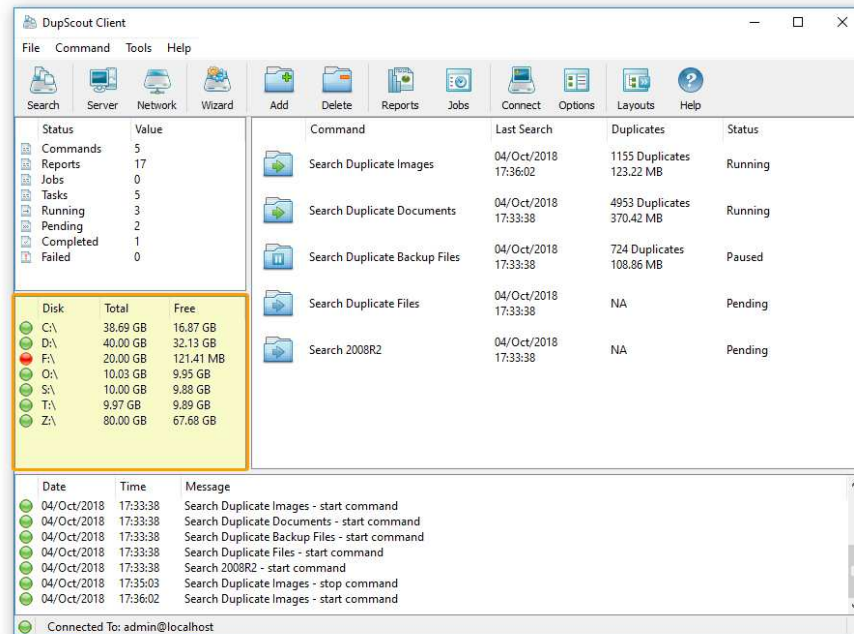 DupScout Client
File Command Tools Help
Search Server Network Wizard Add Delete Reports Jobs Connect Options Layouts Help
Status Value
Commands 5
Reports 17
Jobs 0
Tasks 5
Running 3
Pending 2
Completed 1
Failed 0
Disk Total Free
C:\ 38.69 GB 16.87 GB
D:\ 40.00 GB 32.13 GB
F:\ 20.00 GB 121.41 MB
O:\ 10.03 GB 9.95 GB
S:\ 10.00 GB 9.88 GB
T:\ 9.97 GB 9.89 GB
Z:\ 80.00 GB 67.68 GB
Command Last Search Duplicates Status
Search Duplicate Images 04/Oct/2018 17:36:02 1155 Duplicates 123.22 MB Running
Search Duplicate Documents 04/Oct/2018 17:33:38 4953 Duplicates 370.42 MB Running
Search Duplicate Backup Files 04/Oct/2018 17:33:38 724 Duplicates 108.86 MB Paused
Search Duplicate Files 04/Oct/2018 17:33:38 NA Pending
Search 2008R2 04/Oct/2018 17:33:38 NA Pending
Date Time Message
04/Oct/2018 17:33:38 Search Duplicate Images - start command
04/Oct/2018 17:33:38 Search Duplicate Documents - start command
04/Oct/2018 17:33:38 Search Duplicate Backup Files - start command
04/Oct/2018 17:33:38 Search Duplicate Files - start command
04/Oct/2018 17:33:38 Search 2008R2 - start command
04/Oct/2018 17:35:03 Search Duplicate Images - stop command
04/Oct/2018 17:36:02 Search Duplicate Images - start command
Connected To: admin@localhost